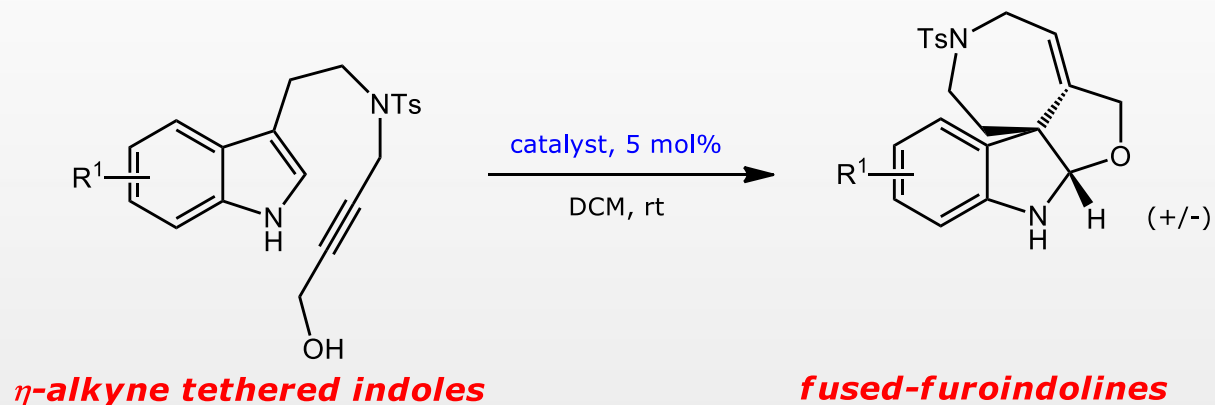 TsN
NTs
R¹
N
H
OH
catalyst, 5 mol%
DCM, rt
R¹
O
N
H
H
(+/-)
η-alkyne tethered indoles
fused-furoindolines